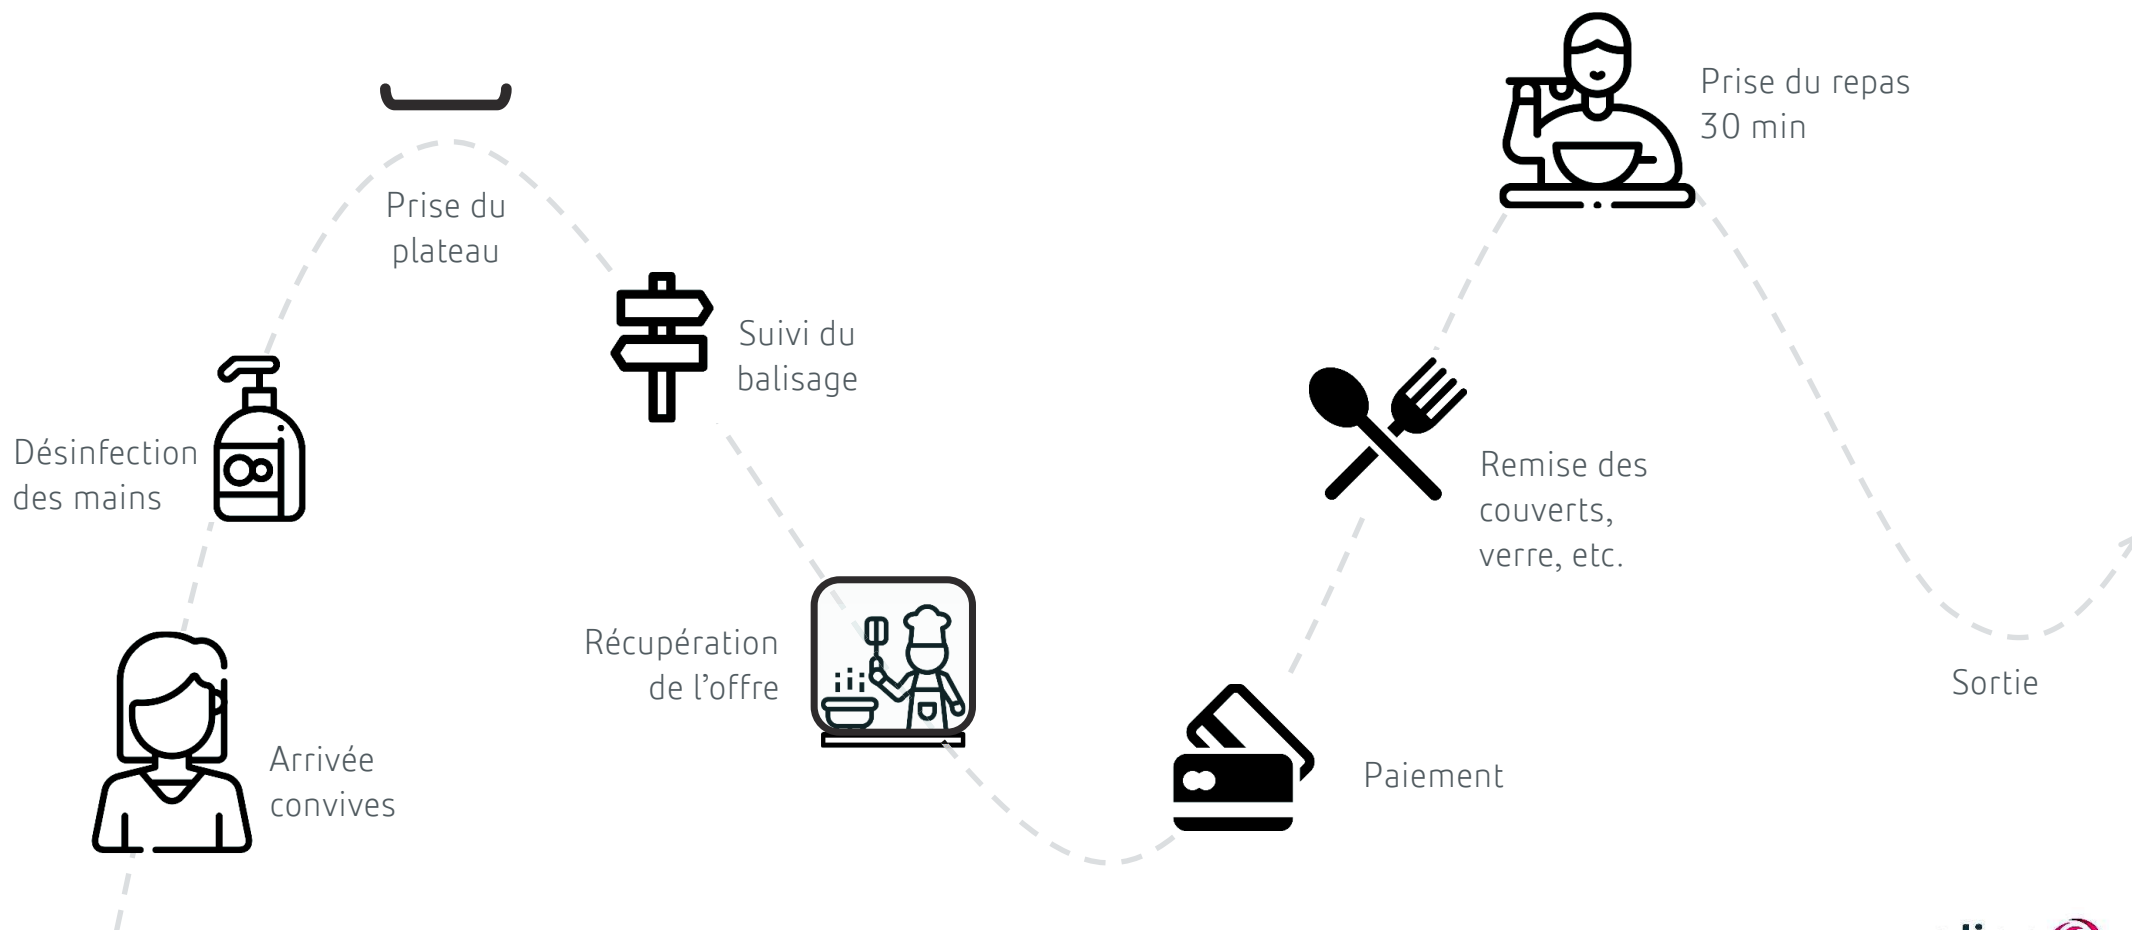 Arrivée
convives
Désinfection
des mains
Prise du
plateau
Suivi du
balisage
Récupération
de l’offre
Paiement
Remise des
couverts,
verre, etc.
Prise du repas
30 min
Sortie